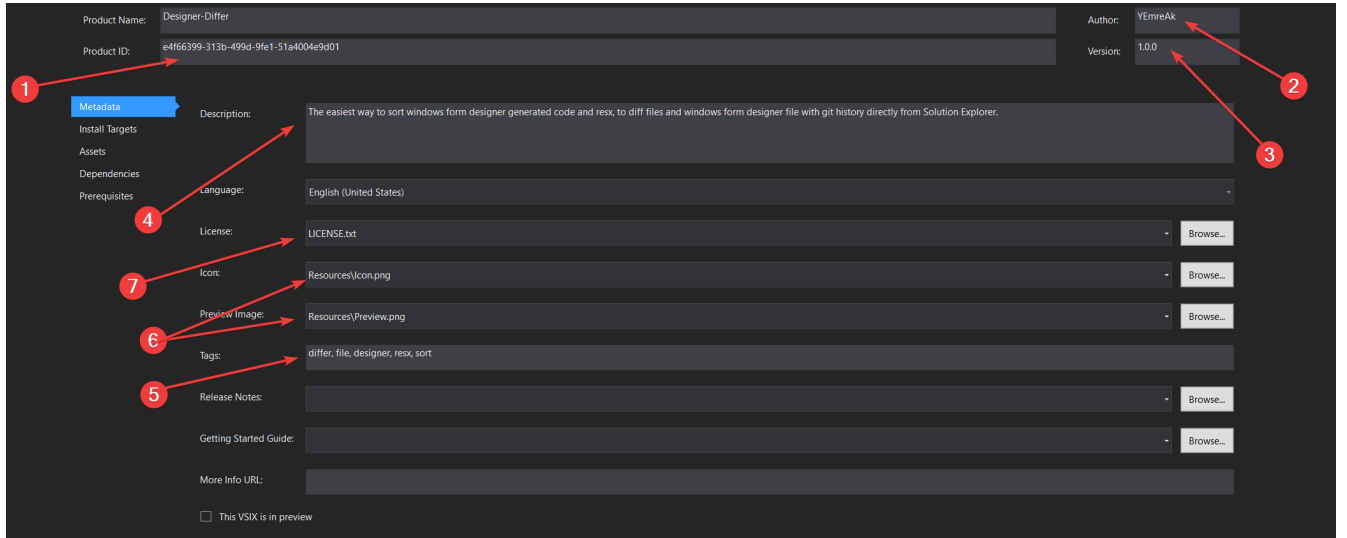 Product Name: Designer-Differ Author: YEmreAk
Product ID: e4f66399-313b-499d-9fe1-51a4004e9d01 Version: 1.0.0
1
2
Metadata
Install Targets
Assets
Dependencies
Prerequisites
Description: The easiest way to sort windows form designer generated code and resx, to diff files and windows form designer file with git history directly from Solution Explorer.
3
Language: English (United States)
4
License: LICENSE.txt Browse...
7
Icon: Resources\Icon.png Browse...
Preview Image: Resources\Preview.png Browse...
6
Tags: differ, file, designer, resx, sort
5
Release Notes: Browse...
Getting Started Guide: Browse...
More Info URL:
This VSIX is in preview